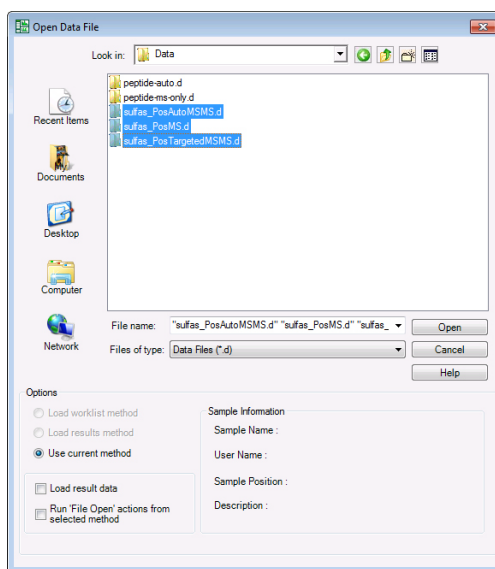 Open Data File
Look in: Data
peptide-auto.d
peptide-ms-only.d
sulfas_PosAutoMSMS.d
sulfas_PosMS.d
sulfas_PosTargetedMSMS.d
Recent Items
Documents
Desktop
Computer
Network
File name: "sulfas_PosAutoMSMS.d" "sulfas_PosMS.d" "sulfas_
Open
Files of type: Data Files (*.d)
Cancel
Help
Options
Load worklist method
Load results method
Use current method
Load result data
Run 'File Open' actions from
selected method
Sample Information
Sample Name :
User Name :
Sample Position :
Description :